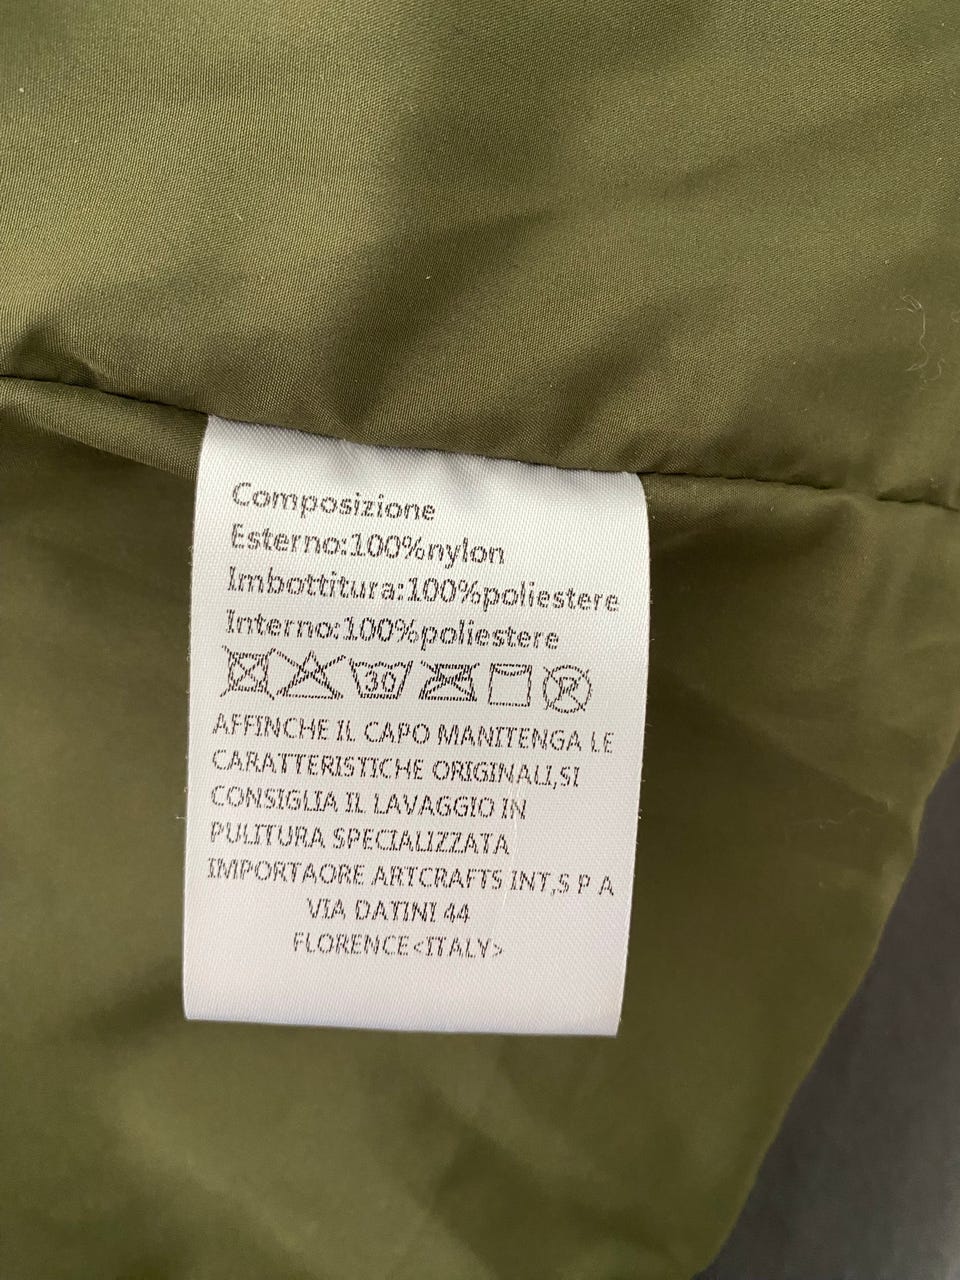 Composizione
Esterno:100%nylon
Imbottitura:100%poliestere
Interno:100%poliestere
30 P
AFFINCHE IL CAPO MANITENGA LE
CARATTERISTICHE ORIGINALI,SI
CONSIGLIA IL LAVAGGIO IN
PULITURA SPECIALIZZATA
IMPORTAORE ARTCRAFTS INT,S P A
VIA DATINI 44
FLORENCE<ITALY>